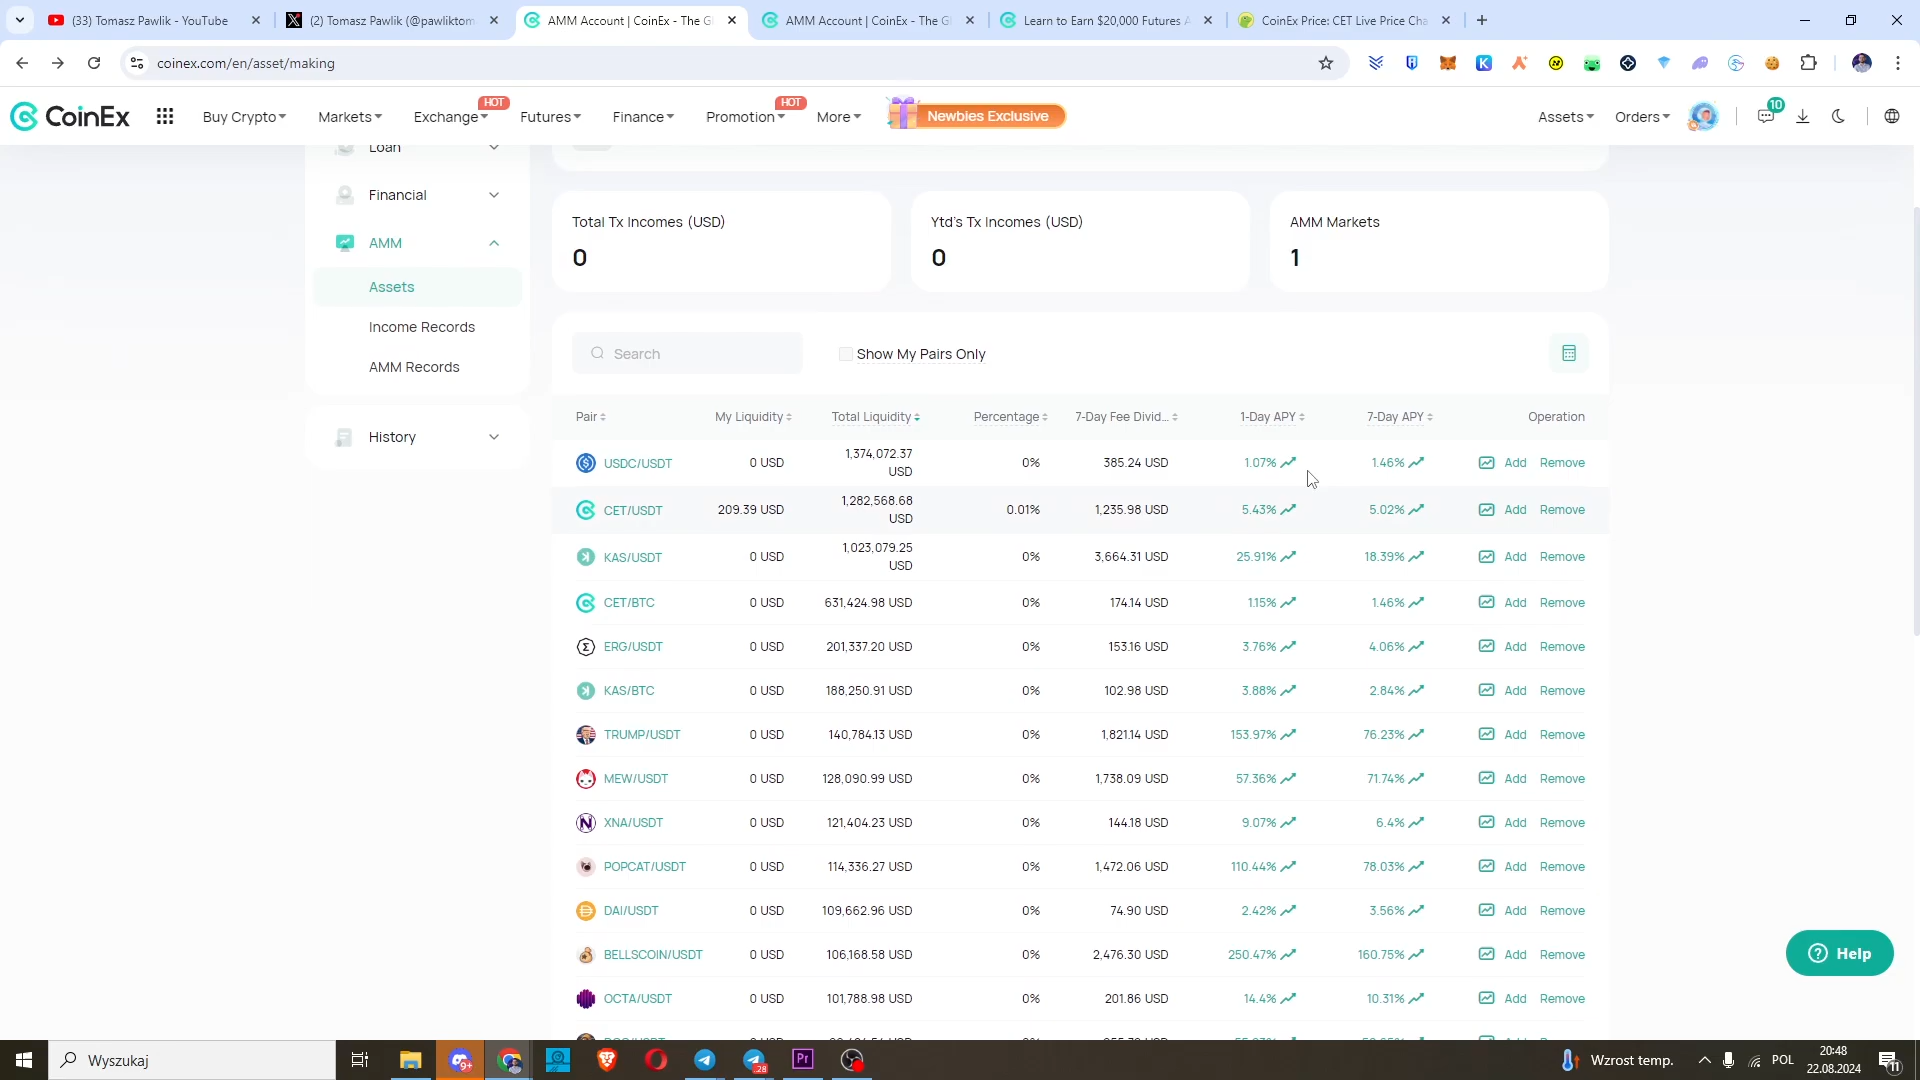 (33) Tomasz Pawlik - YouTube
(2) Tomasz Pawlik (@pawliktom
AMM Account | CoinEx - The Gl
AMM Account | CoinEx - The Gl
Learn to Earn $20,000 Futures A
CoinEx Price: CET Live Price Cha
coinex.com/en/asset/making
CoinEx
Buy Crypto
Markets
Exchange
HOT
Futures
Finance
Promotion
HOT
More
Newbies Exclusive
Assets
Orders
10
Loan
Financial
AMM
Assets
Income Records
AMM Records
History
Total Tx Incomes (USD)
0
Ytd's Tx Incomes (USD)
0
AMM Markets
1
Search
Show My Pairs Only
Pair My Liquidity Total Liquidity Percentage 7-Day Fee Divid... 1-Day APY 7-Day APY Operation
USDC/USDT 0 USD 1,374,072.37 USD 0% 385.24 USD 1.07% 1.46% Add Remove
CET/USDT 209.39 USD 1,282,568.68 USD 0.01% 1,235.98 USD 5.43% 5.02% Add Remove
KAS/USDT 0 USD 1,023,079.25 USD 0% 3,664.31 USD 25.91% 18.39% Add Remove
CET/BTC 0 USD 631,424.98 USD 0% 174.14 USD 1.15% 1.46% Add Remove
ERG/USDT 0 USD 201,337.20 USD 0% 153.16 USD 3.76% 4.06% Add Remove
KAS/BTC 0 USD 188,250.91 USD 0% 102.98 USD 3.88% 2.84% Add Remove
TRUMP/USDT 0 USD 140,784.13 USD 0% 1,821.14 USD 153.97% 76.23% Add Remove
MEW/USDT 0 USD 128,090.99 USD 0% 1,738.09 USD 57.36% 71.74% Add Remove
XNA/USDT 0 USD 121,404.23 USD 0% 144.18 USD 9.07% 6.4% Add Remove
POPCAT/USDT 0 USD 114,336.27 USD 0% 1,472.06 USD 110.44% 78.03% Add Remove
DAI/USDT 0 USD 109,662.96 USD 0% 74.90 USD 2.42% 3.56% Add Remove
BELLSCOIN/USDT 0 USD 106,168.58 USD 0% 2,476.30 USD 250.47% 160.75% Add Remove
OCTA/USDT 0 USD 101,788.98 USD 0% 201.86 USD 14.4% 10.31% Add Remove
Help
Wyszukaj
9+
28
Pr
Wzrost temp.
POL
20:48
22.08.2024
11